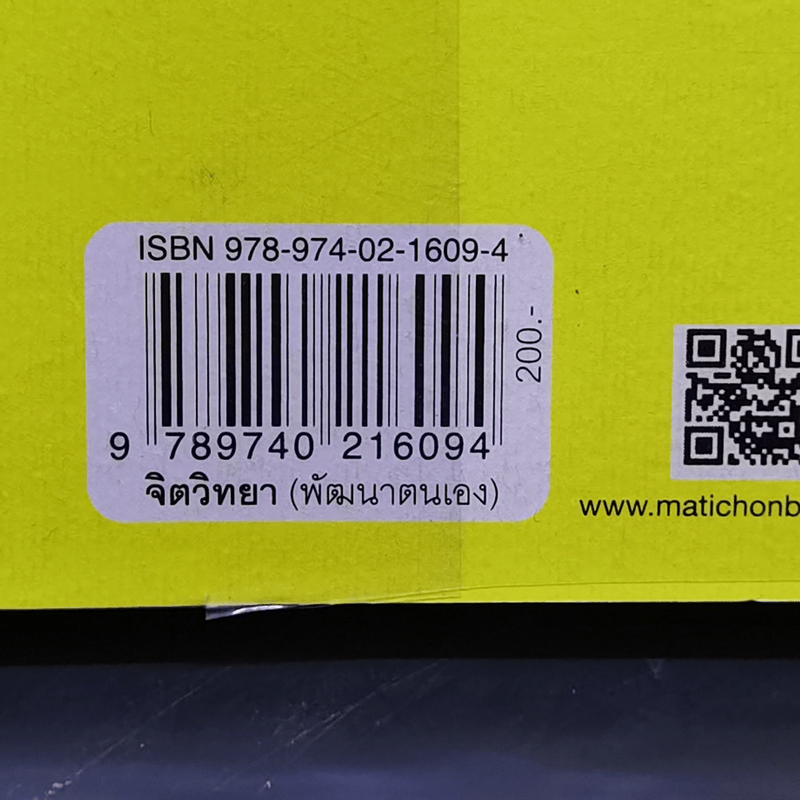 ISBN 978-974-02-1609-4
200.-
9 789740 216094
จิตวิทยา (พัฒนาตนเอง)
www.matichonb